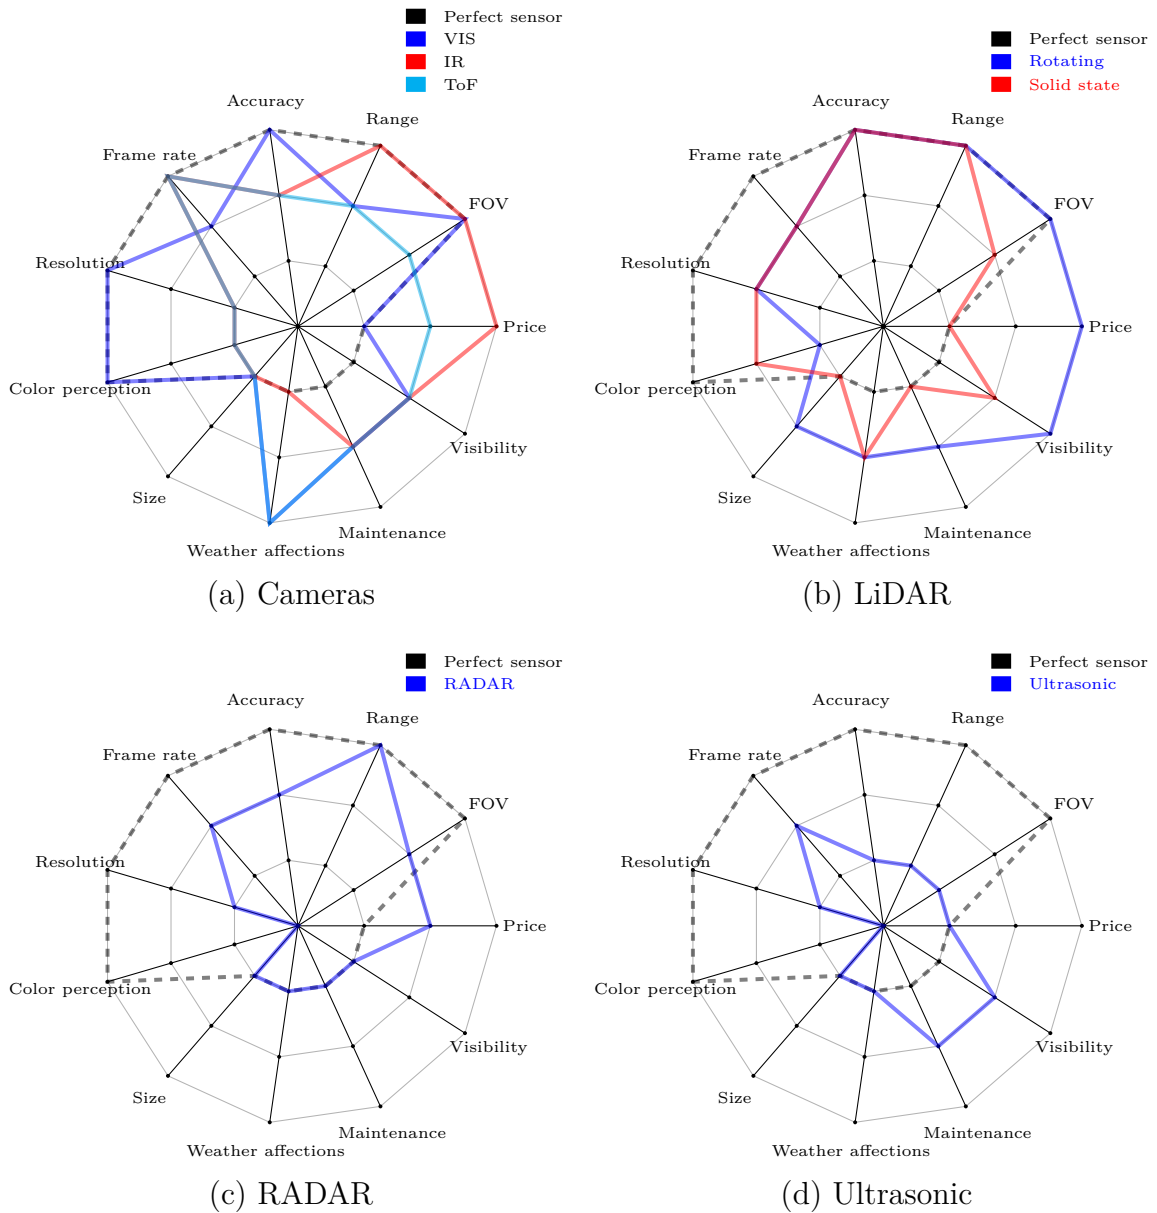 Perfect sensor
VIS
IR
ToF
Accuracy
Range
Frame rate
FOV
Resolution
Price
Color perception
Visibility
Size
Maintenance
Weather affections
(a) Cameras
Perfect sensor
Rotating
Solid state
Accuracy
Range
Frame rate
FOV
Resolution
Price
Color perception
Visibility
Size
Maintenance
Weather affections
(b) LiDAR
Perfect sensor
RADAR
Accuracy
Range
Frame rate
FOV
Resolution
Price
Color perception
Visibility
Size
Maintenance
Weather affections
(c) RADAR
Perfect sensor
Ultrasonic
Accuracy
Range
Frame rate
FOV
Resolution
Price
Color perception
Visibility
Size
Maintenance
Weather affections
(d) Ultrasonic